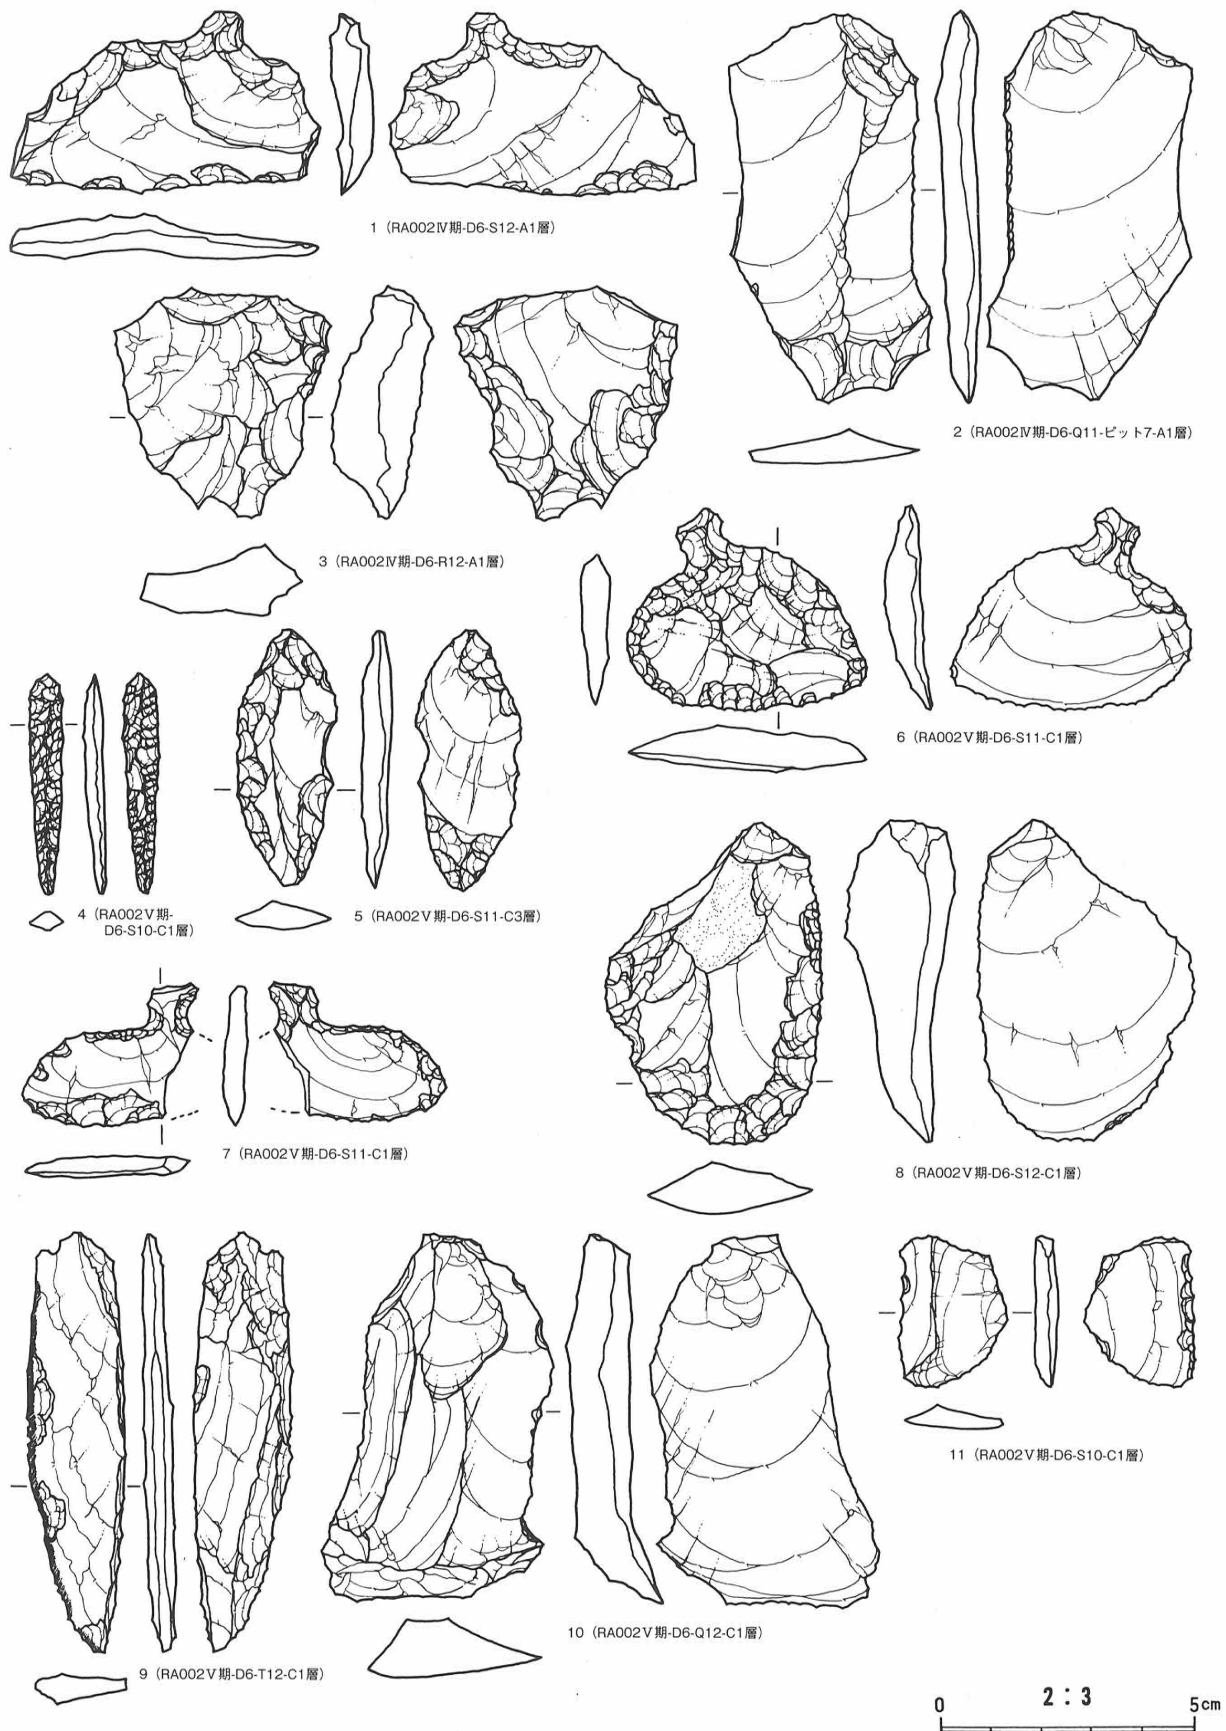 1（RA002Ⅳ期-D6-S12-A1層）
2（RA002Ⅳ期-D6-Q11-ピット7-A1層）
3（RA002Ⅳ期-D6-R12-A1層）
6（RA002Ⅴ期-D6-S11-C1層）
4（RA002Ⅴ期-
D6-S10-C1層）
5（RA002Ⅴ期-D6-S11-C3層）
7（RA002Ⅴ期-D6-S11-C1層）
8（RA002Ⅴ期-D6-S12-C1層）
11（RA002Ⅴ期-D6-S10-C1層）
9（RA002Ⅴ期-D6-T12-C1層）
10（RA002Ⅴ期-D6-Q12-C1層）
0 2：3 5cm